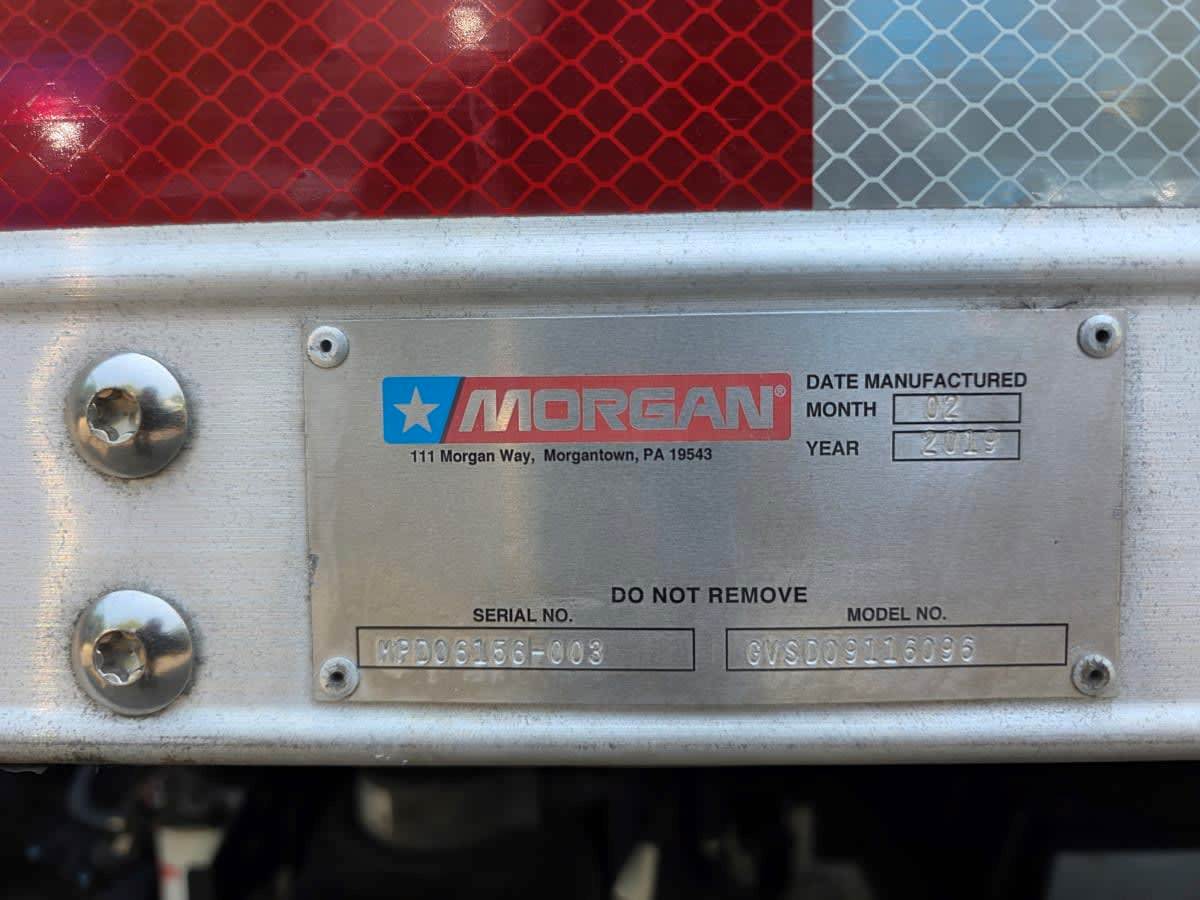 MORGAN®
111 Morgan Way, Morgantown, PA 19543
DATE MANUFACTURED
MONTH 02
YEAR 2019
DO NOT REMOVE
SERIAL NO.
MPD06156-003
MODEL NO.
GVSD09116096